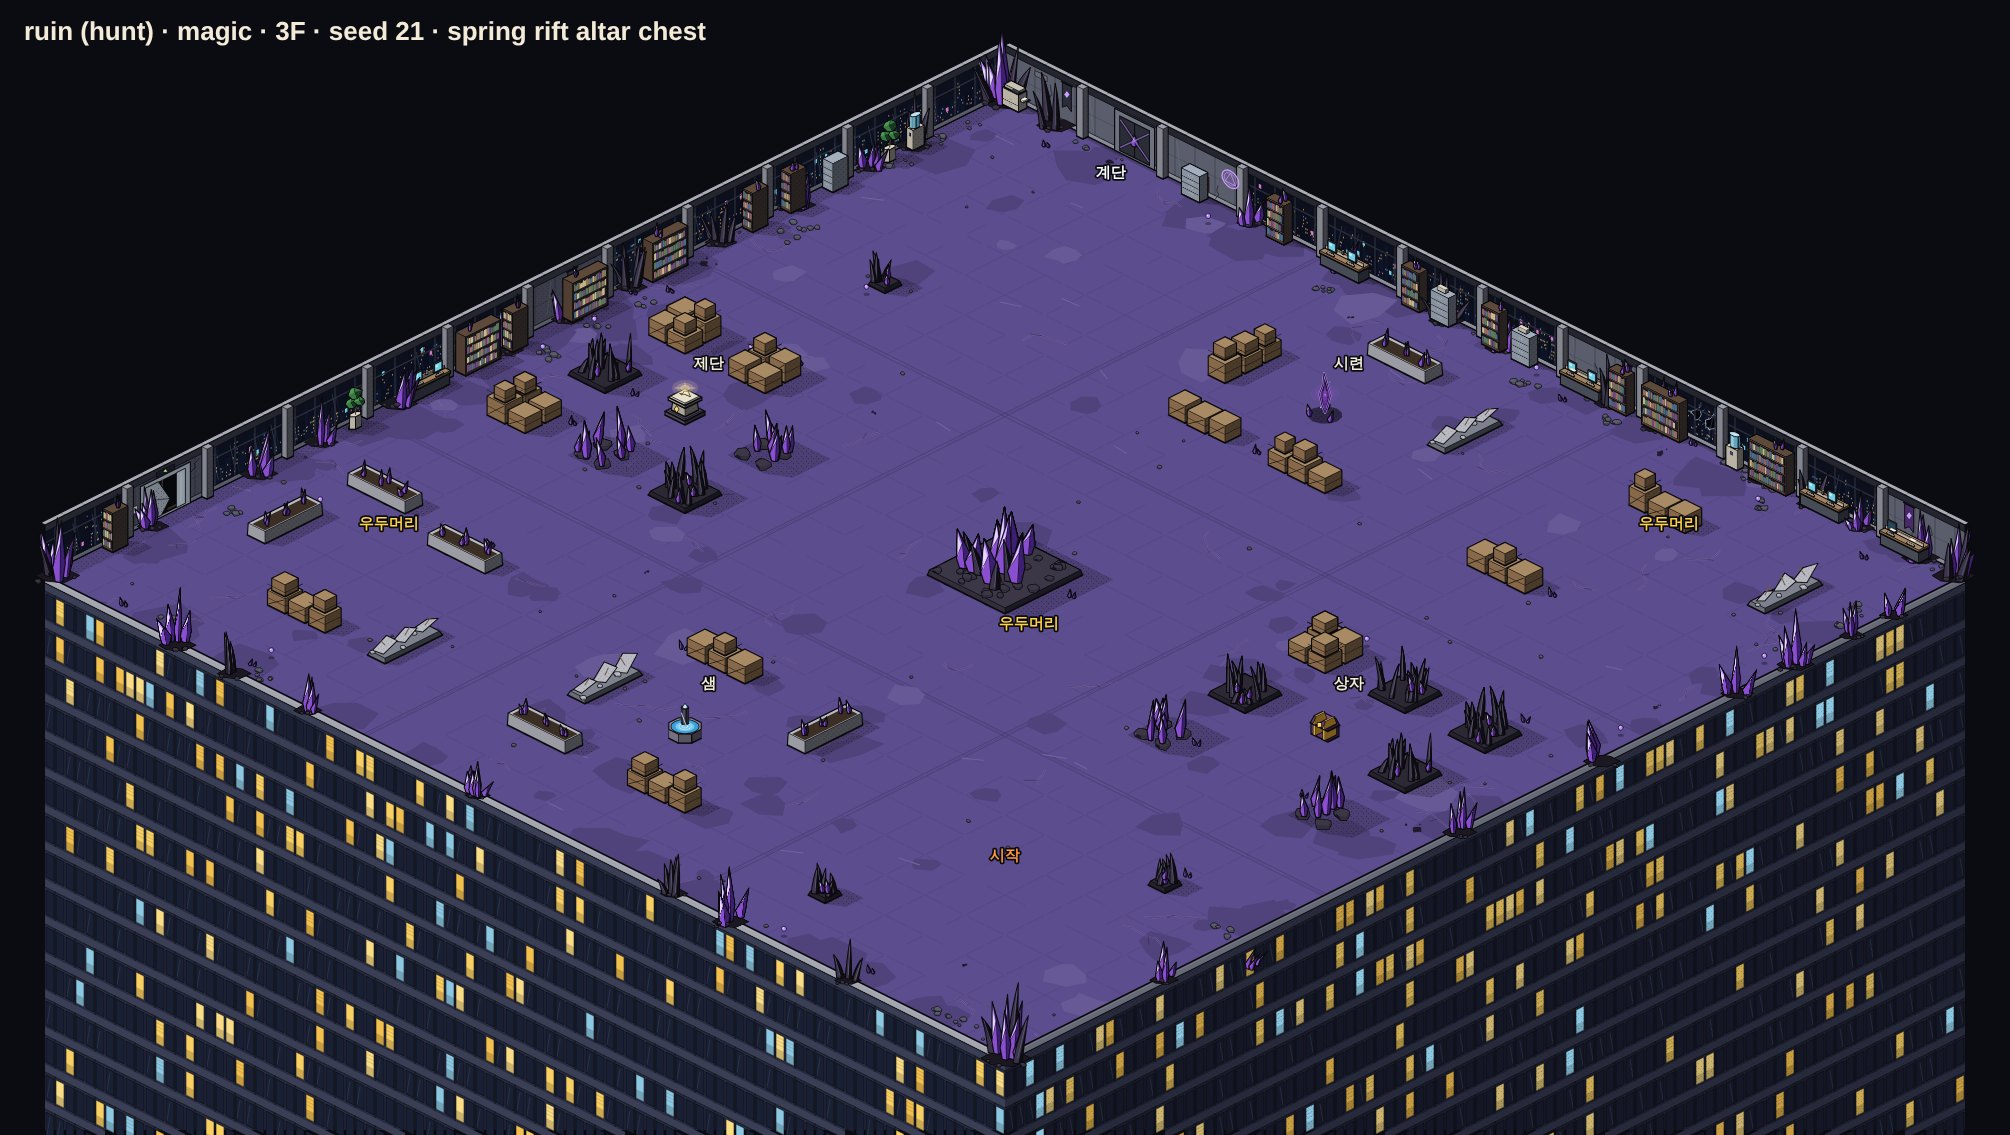 ruin (hunt) · magic · 3F · seed 21 · spring rift altar chest
계단
제단
시련
우두머리
우두머리
우두머리
샘
상자
시작